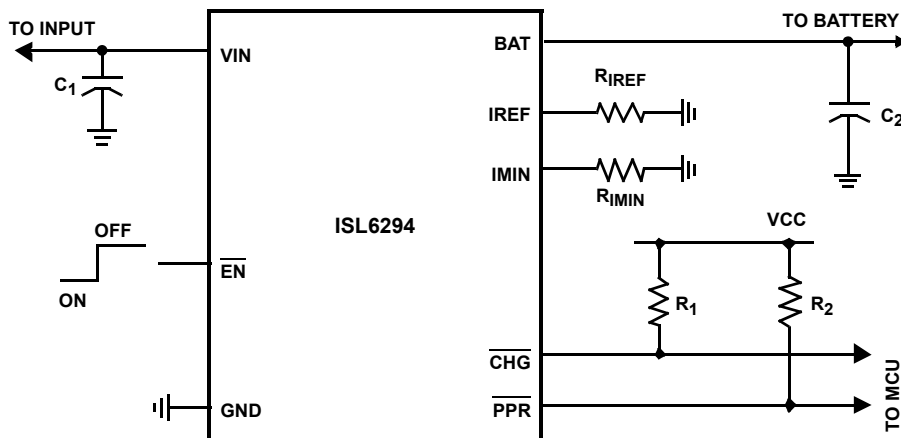 TO INPUT
TO BATTERY
VIN
BAT
C1
RIREF
IREF
C2
IMIN
RIMIN
ISL6294
VCC
OFF
EN
ON
R1
R2
CHG
GND
PPR
TO MCU